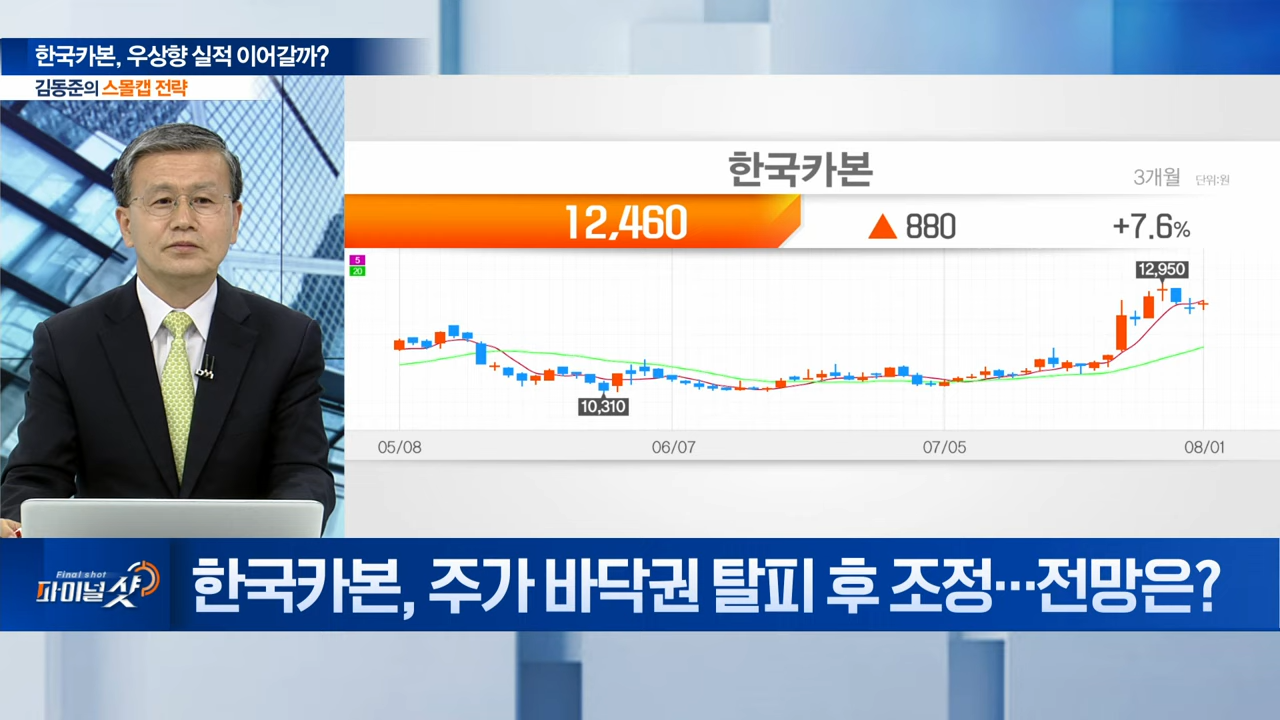 한국카본, 우상향 실적 이어갈까?
김동준의 스몰캡 전략
한국카본
3개월 단위:원
12,460 ▲ 880 +7.6%
5
20
12,950
10,310
05/08 06/07 07/05 08/01
Final shot
파이널 샷
한국카본, 주가 바닥권 탈피 후 조정…전망은?